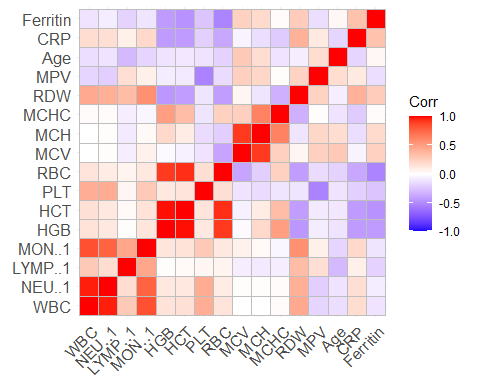 Ferritin
CRP
Age
MPV
RDW
MCHC
MCH
MCV
RBC
PLT
HCT
HGB
MON..1
LYMP..1
NEU..1
WBC
WBC
NEU..1
LYMP..1
MON..1
HGB
HCT
PLT
RBC
MCV
MCH
MCHC
RDW
MPV
Age
CRP
Ferritin
Corr
1.0
0.5
0.0
-0.5
-1.0